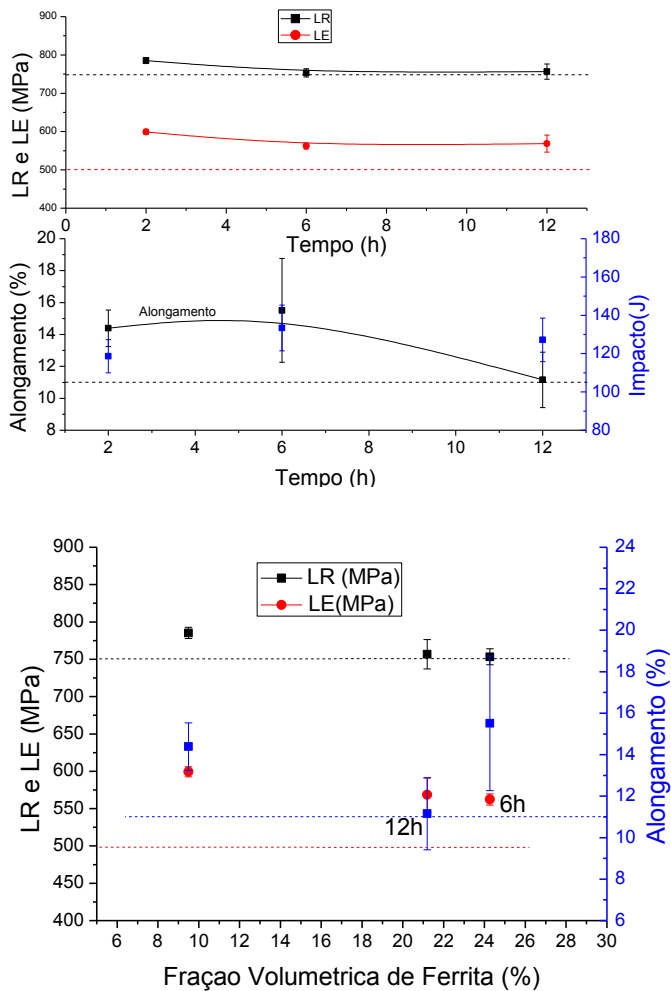 LR
LE
900
800
700
600
500
400
LR e LE (MPa)
0 2 4 6 8 10 12
Tempo (h)
20
18
16
14
12
10
8
Alongamento (%)
Alongamento
180
160
140
120
100
80
Impacto(J)
2 4 6 8 10 12
Tempo (h)
900
850
800
750
700
650
600
550
500
450
400
LR e LE (MPa)
LR (MPa)
LE(MPa)
12h
6h
24
22
20
18
16
14
12
10
8
6
Alongamento (%)
6 8 10 12 14 16 18 20 22 24 26 28 30
Fraçao Volumetrica de Ferrita (%)